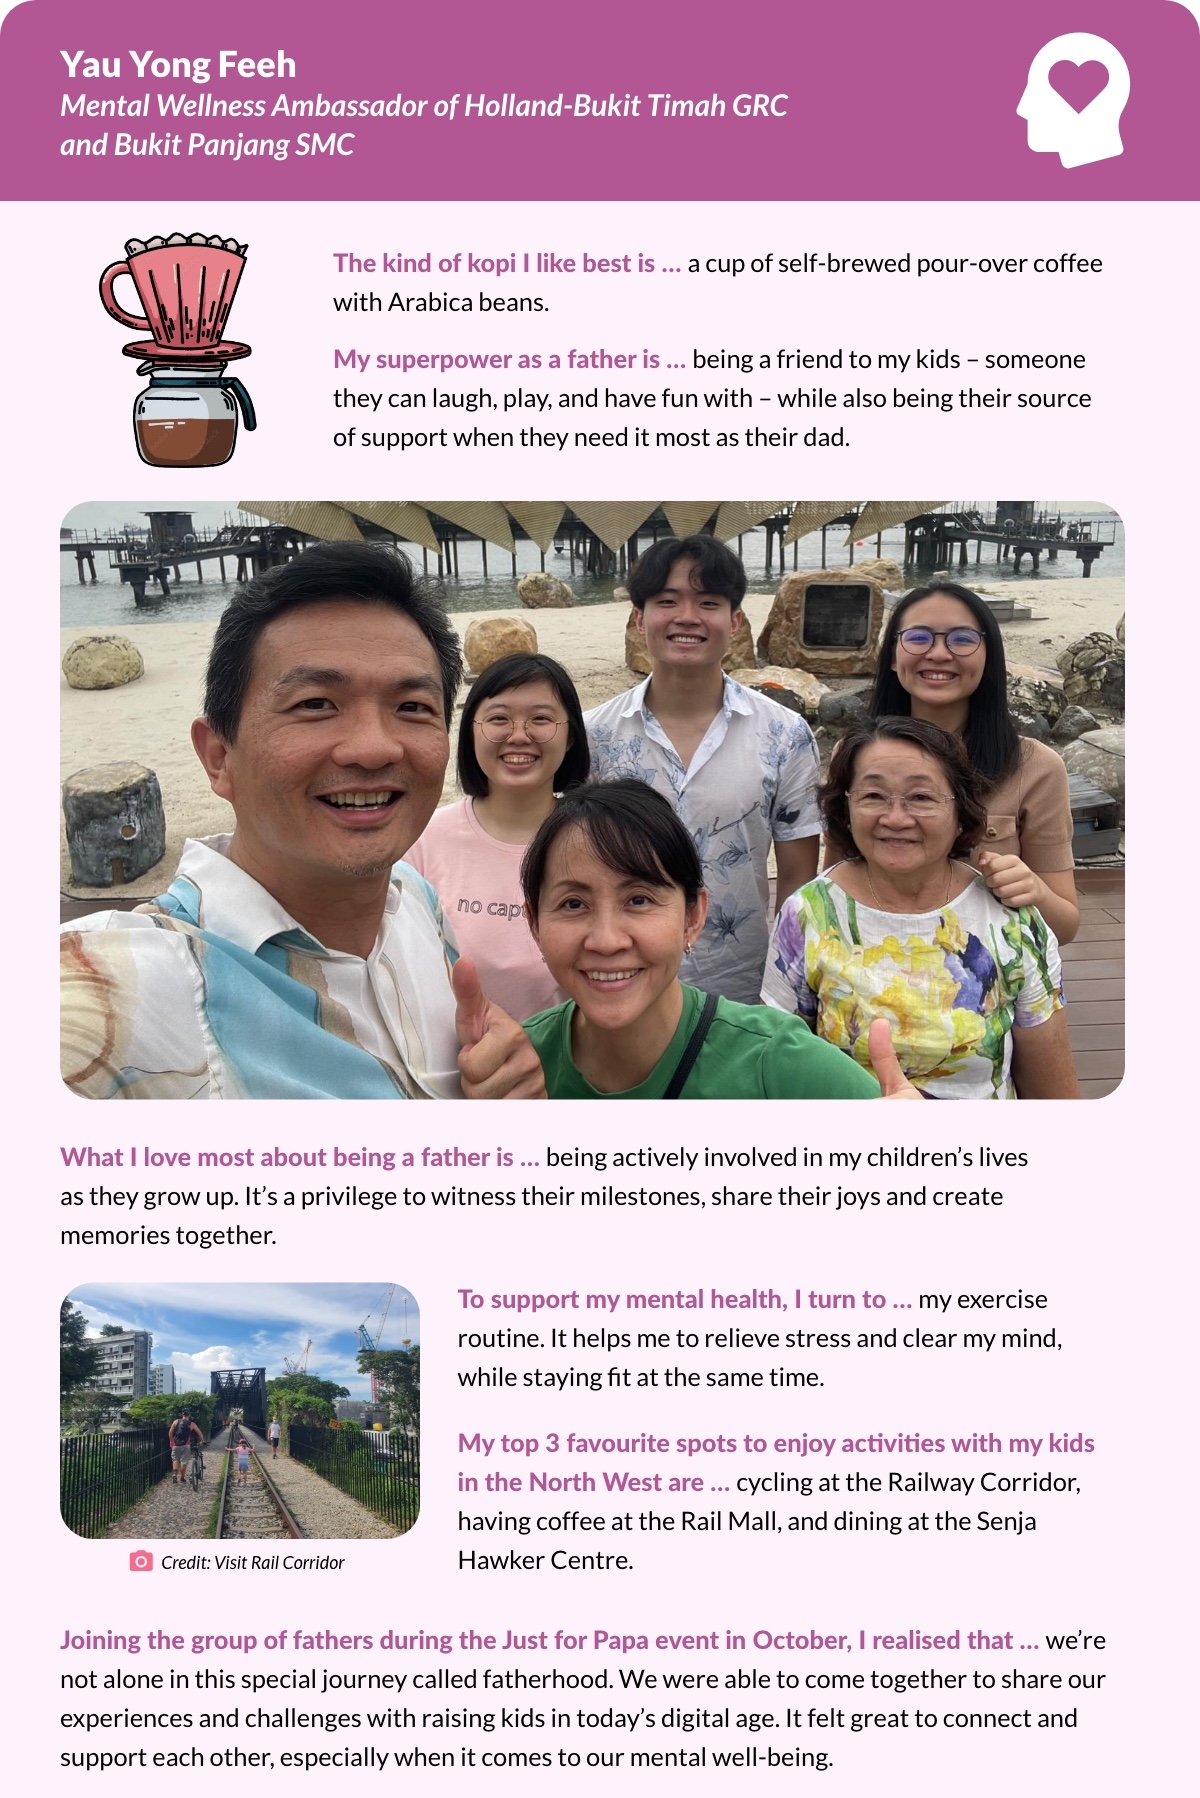 Yau Yong Feeh
Mental Wellness Ambassador of Holland-Bukit Timah GRC
and Bukit Panjang SMC
The kind of kopi I like best is ... a cup of self-brewed pour-over coffee
with Arabica beans.
My superpower as a father is ... being a friend to my kids – someone
they can laugh, play, and have fun with – while also being their source
of support when they need it most as their dad.
no capt
What I love most about being a father is ... being actively involved in my children’s lives
as they grow up. It’s a privilege to witness their milestones, share their joys and create
memories together.
To support my mental health, I turn to ... my exercise
routine. It helps me to relieve stress and clear my mind,
while staying fit at the same time.
My top 3 favourite spots to enjoy activities with my kids
in the North West are ... cycling at the Railway Corridor,
having coffee at the Rail Mall, and dining at the Senja
Hawker Centre.
Credit: Visit Rail Corridor
Joining the group of fathers during the Just for Papa event in October, I realised that ... we’re
not alone in this special journey called fatherhood. We were able to come together to share our
experiences and challenges with raising kids in today’s digital age. It felt great to connect and
support each other, especially when it comes to our mental well-being.